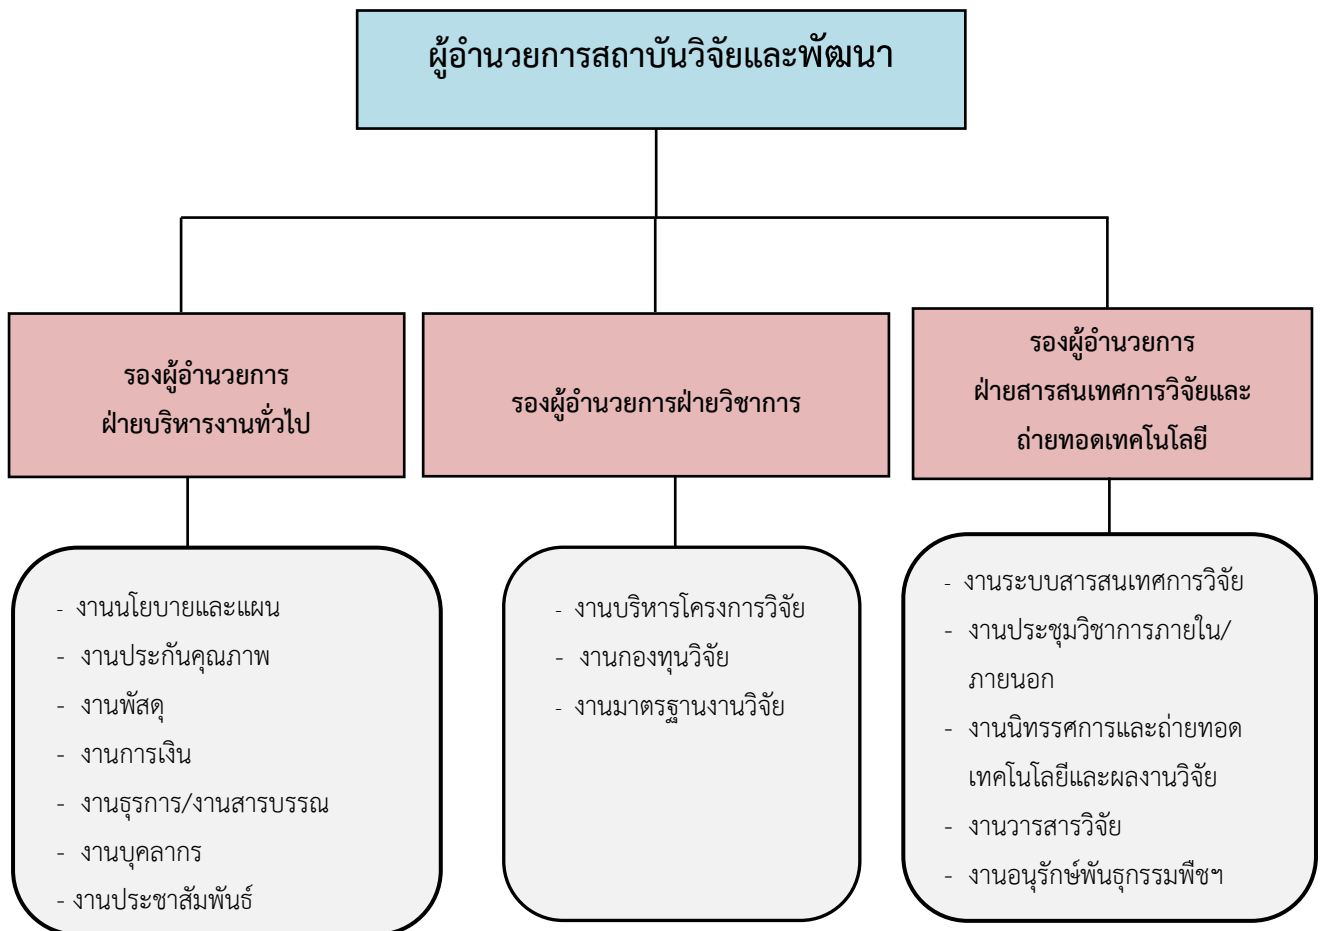 ผู้อำนวยการสถาบันวิจัยและพัฒนา
รองผู้อำนวยการ
ฝ่ายบริหารงานทั่วไป
รองผู้อำนวยการฝ่ายวิชาการ
รองผู้อำนวยการ
ฝ่ายสารสนเทศการวิจัยและ
ถ่ายทอดเทคโนโลยี
- งานนโยบายและแผน
- งานประกันคุณภาพ
- งานพัสดุ
- งานการเงิน
- งานธุรการ/งานสารบรรณ
- งานบุคลากร
- งานประชาสัมพันธ์
- งานบริหารโครงการวิจัย
- งานกองทุนวิจัย
- งานมาตรฐานงานวิจัย
- งานระบบสารสนเทศการวิจัย
- งานประชุมวิชาการภายใน/
ภายนอก
- งานนิทรรศการและถ่ายทอด
เทคโนโลยีและผลงานวิจัย
- งานวารสารวิจัย
- งานอนุรักษ์พันธุกรรมพืชฯ